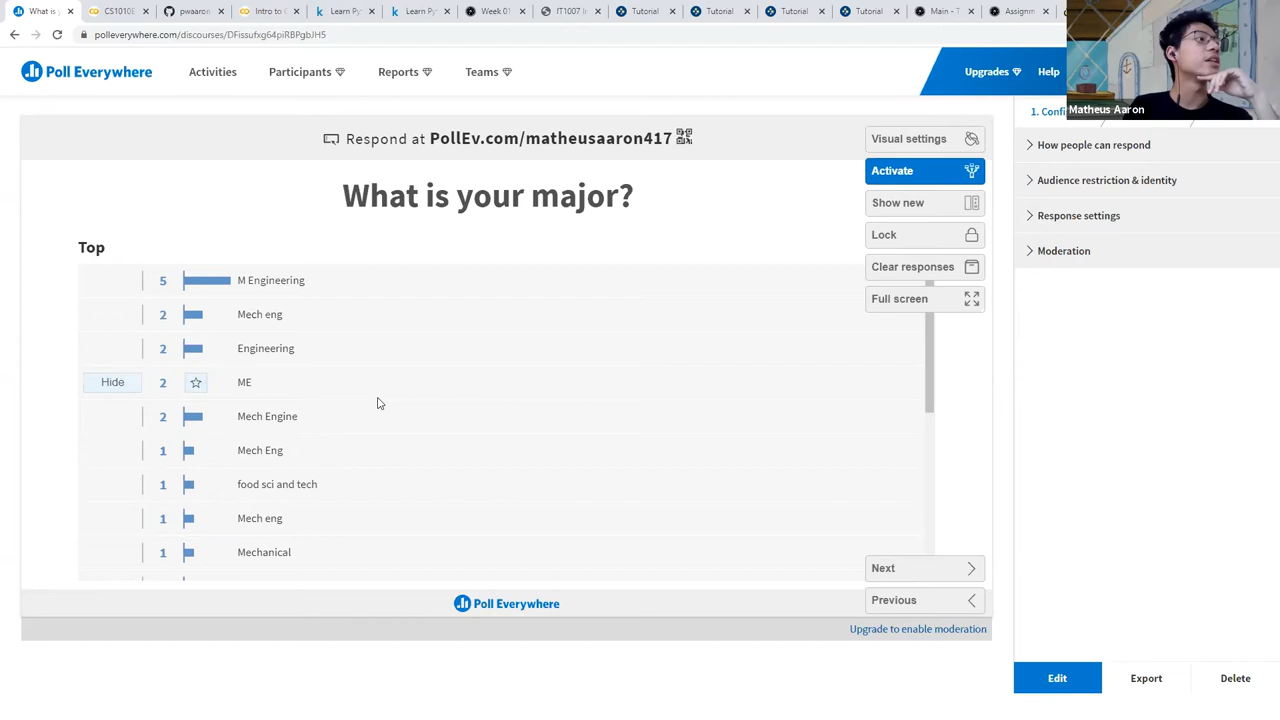 What is y
CS1010E
pwaaron
Intro to C
Learn Py
Learn Py
Week 01
IT1007 I
Tutorial
Tutorial
Tutorial
Tutorial
Main - T
Assignm
polleverywhere.com/discourses/DFissufxg64piRBPgbJH5
Poll Everywhere
Activities
Participants
Reports
Teams
Upgrades
Help
Matheus Aaron
Respond at PollEv.com/matheusaaron417
What is your major?
Top
5 M Engineering
2 Mech eng
2 Engineering
Hide 2 ME
2 Mech Engine
1 Mech Eng
1 food sci and tech
1 Mech eng
1 Mechanical
Visual settings
Activate
Show new
Lock
Clear responses
Full screen
Next
Previous
Poll Everywhere
Upgrade to enable moderation
1. Confi
How people can respond
Audience restriction & identity
Response settings
Moderation
Edit
Export
Delete